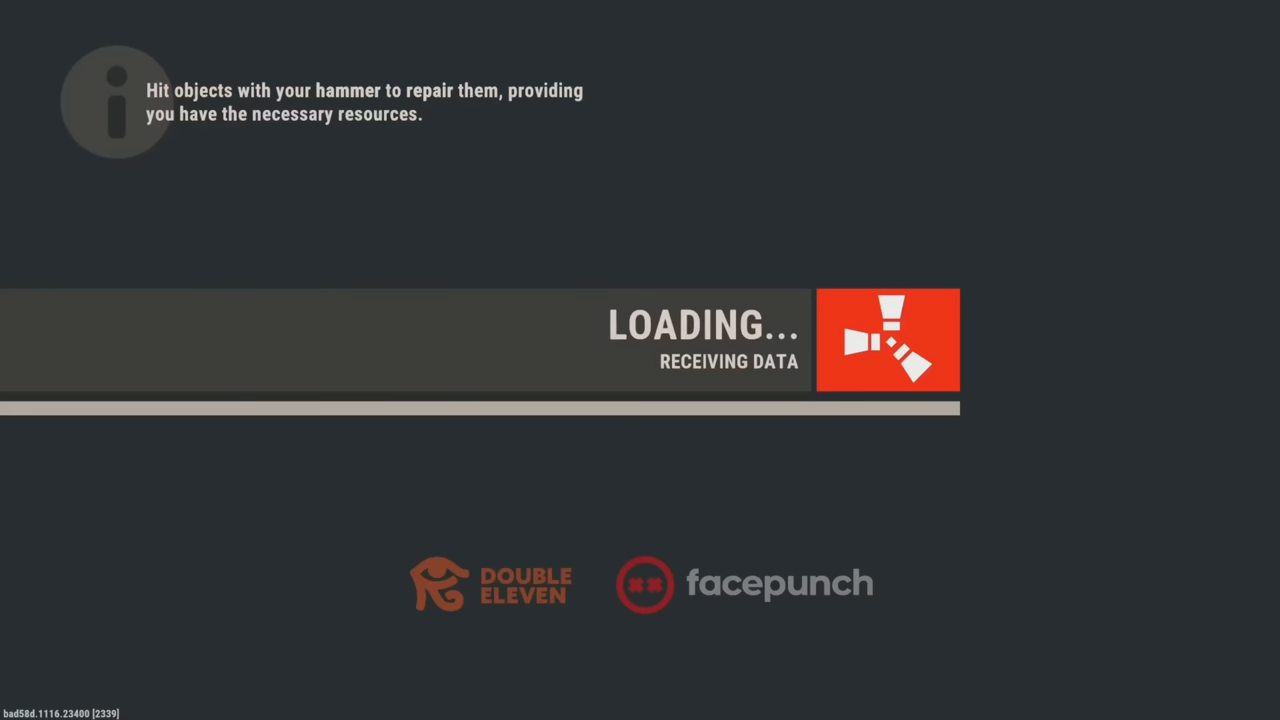 Hit objects with your hammer to repair them, providing
you have the necessary resources.
LOADING...
RECEIVING DATA
DOUBLE
ELEVEN
facepunch
bad58d.1116.23400 [2339]